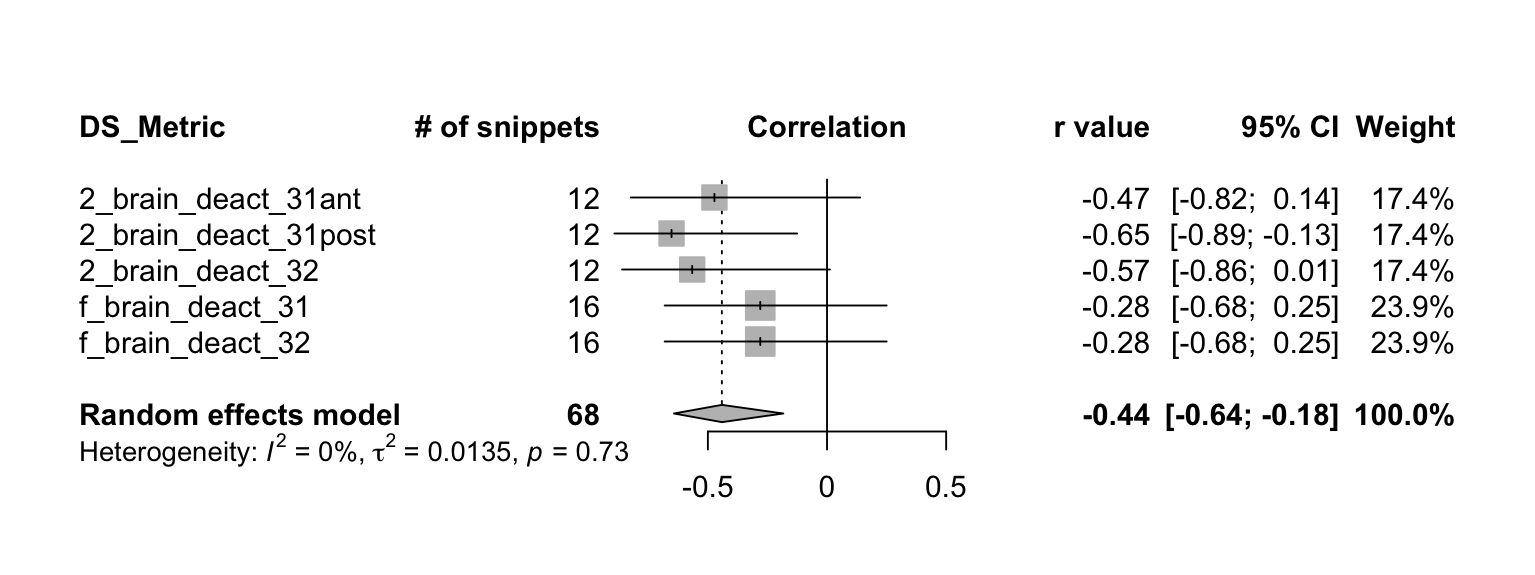 DS_Metric # of snippets Correlation r value 95% CI Weight
2_brain_deact_31ant 12 -0.47 [-0.82; 0.14] 17.4%
2_brain_deact_31post 12 -0.65 [-0.89; -0.13] 17.4%
2_brain_deact_32 12 -0.57 [-0.86; 0.01] 17.4%
f_brain_deact_31 16 -0.28 [-0.68; 0.25] 23.9%
f_brain_deact_32 16 -0.28 [-0.68; 0.25] 23.9%
Random effects model 68 -0.44 [-0.64; -0.18] 100.0%
Heterogeneity: I² = 0%, τ² = 0.0135, p = 0.73
-0.5 0 0.5